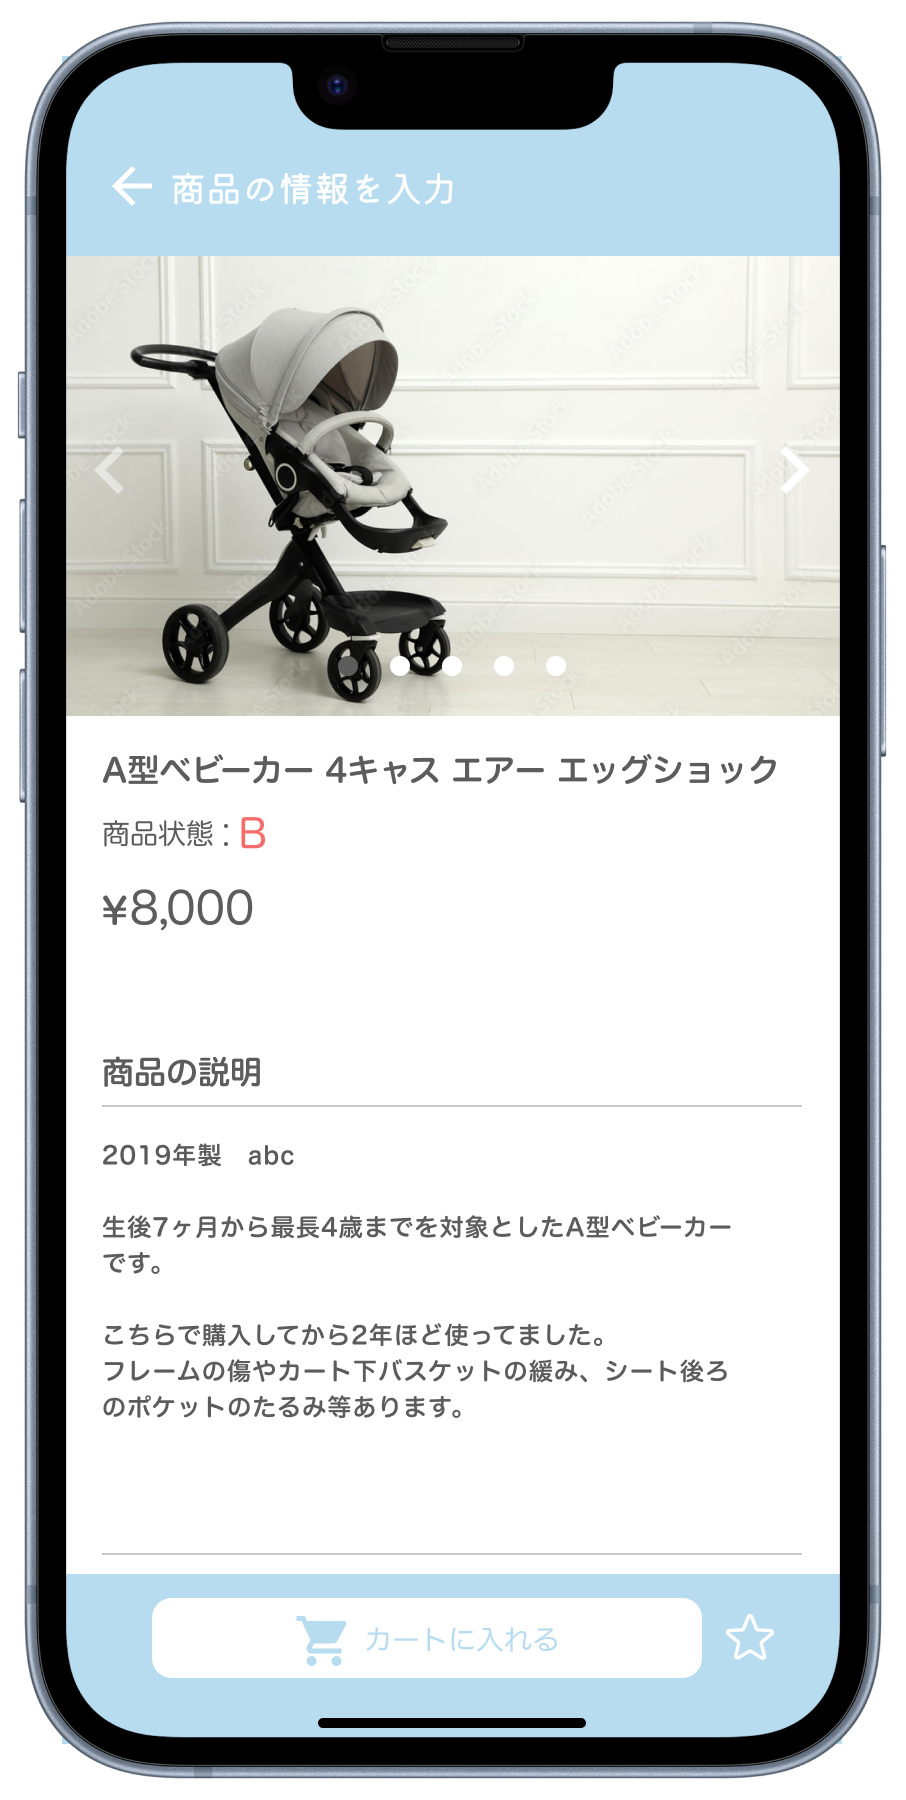 商品の情報を入力
Adobe Stock
A型ベビーカー 4キャス エアー エッグショック
商品状態：B
¥8,000
商品の説明
2019年製　abc
生後7ヶ月から最長4歳までを対象としたA型ベビーカー
です。
こちらで購入してから2年ほど使ってました。
フレームの傷やカート下バスケットの緩み、シート後ろ
のポケットのたるみ等あります。
カートに入れる